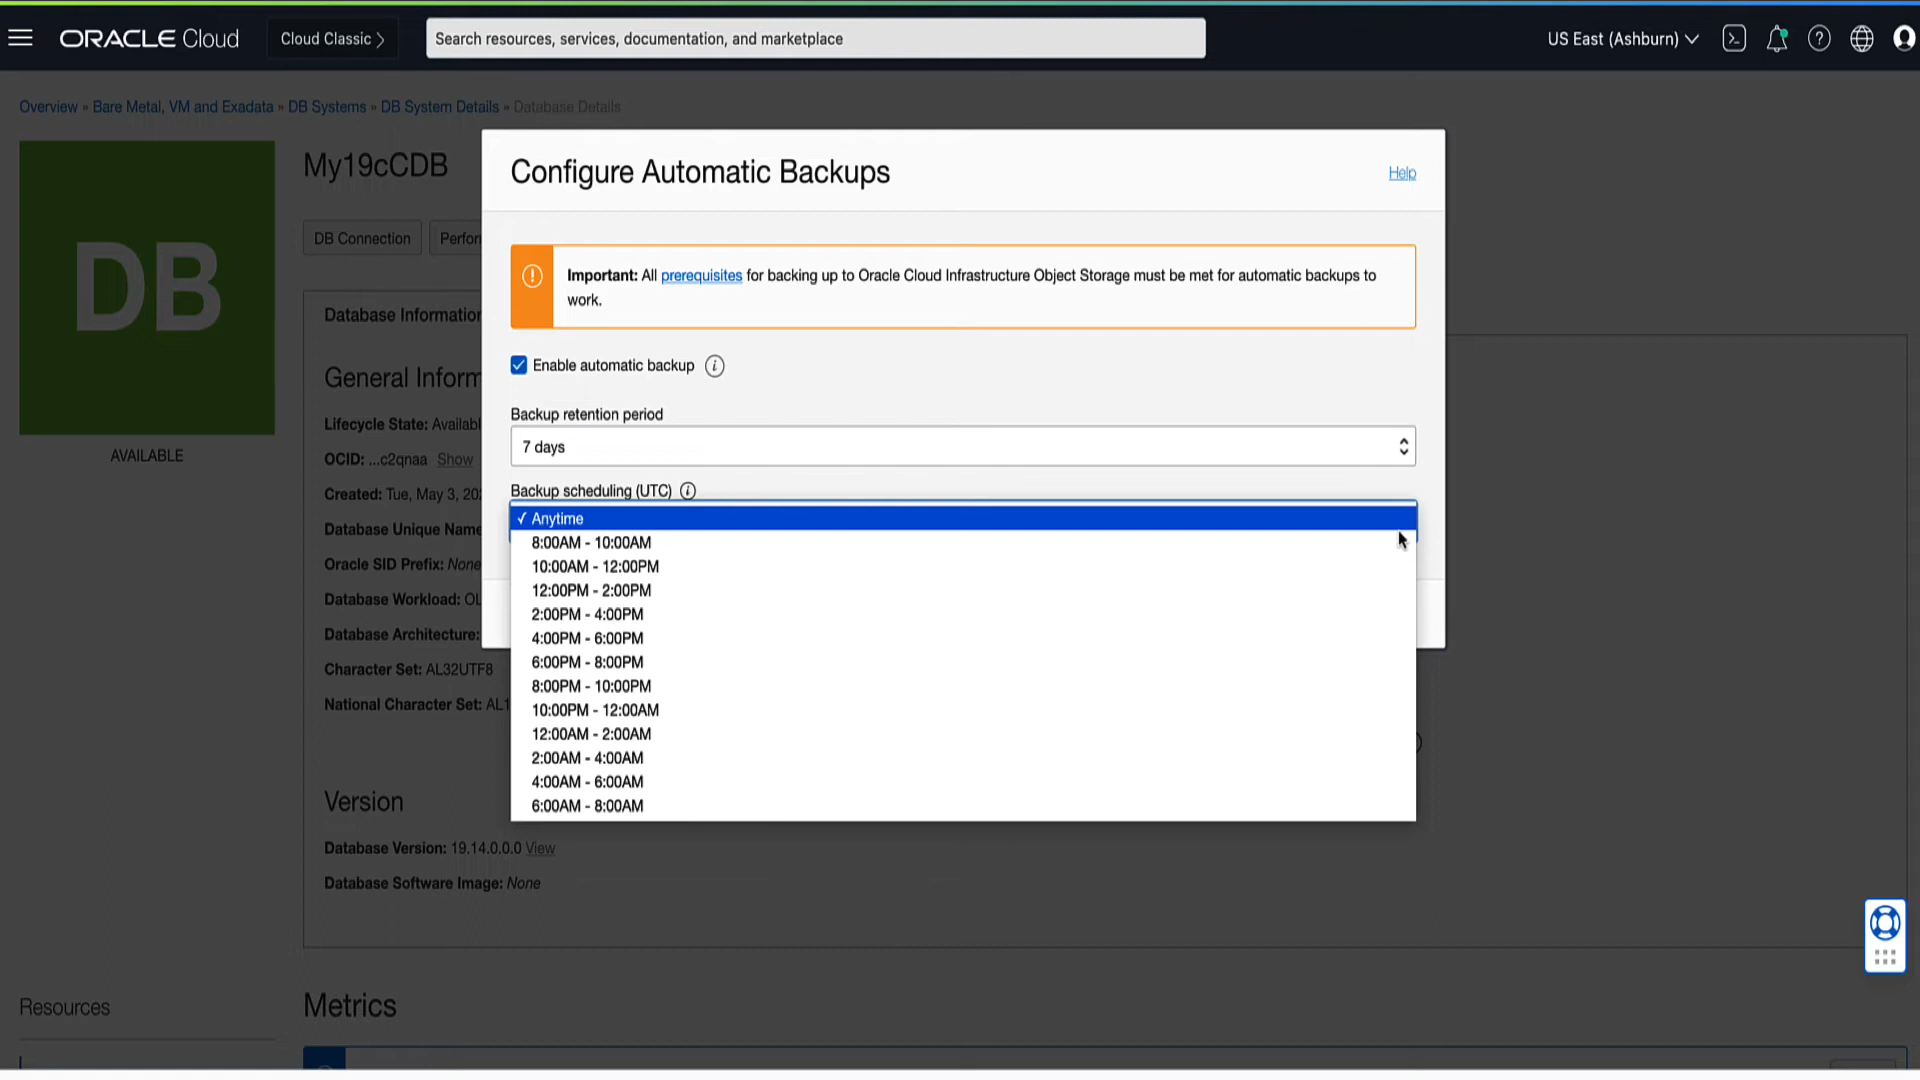 ORACLE Cloud
Cloud Classic
Search resources, services, documentation, and marketplace
US East (Ashburn)
Overview » Bare Metal, VM and Exadata » DB Systems » DB System Details » Database Details
DB
AVAILABLE
My19cCDB
DB Connection
Perfor
Database Information
General Inform
Lifecycle State: Availabl
OCID: ...c2qnaa Show
Created: Tue, May 3, 20
Database Unique Name
Oracle SID Prefix: None
Database Workload: OL
Database Architecture:
Character Set: AL32UTF8
National Character Set: AL1
Version
Database Version: 19.14.0.0.0 View
Database Software Image: None
Configure Automatic Backups
Help
Important: All prerequisites for backing up to Oracle Cloud Infrastructure Object Storage must be met for automatic backups to
work.
Enable automatic backup
Backup retention period
7 days
Backup scheduling (UTC)
✓ Anytime
8:00AM - 10:00AM
10:00AM - 12:00PM
12:00PM - 2:00PM
2:00PM - 4:00PM
4:00PM - 6:00PM
6:00PM - 8:00PM
8:00PM - 10:00PM
10:00PM - 12:00AM
12:00AM - 2:00AM
2:00AM - 4:00AM
4:00AM - 6:00AM
6:00AM - 8:00AM
Resources
Metrics